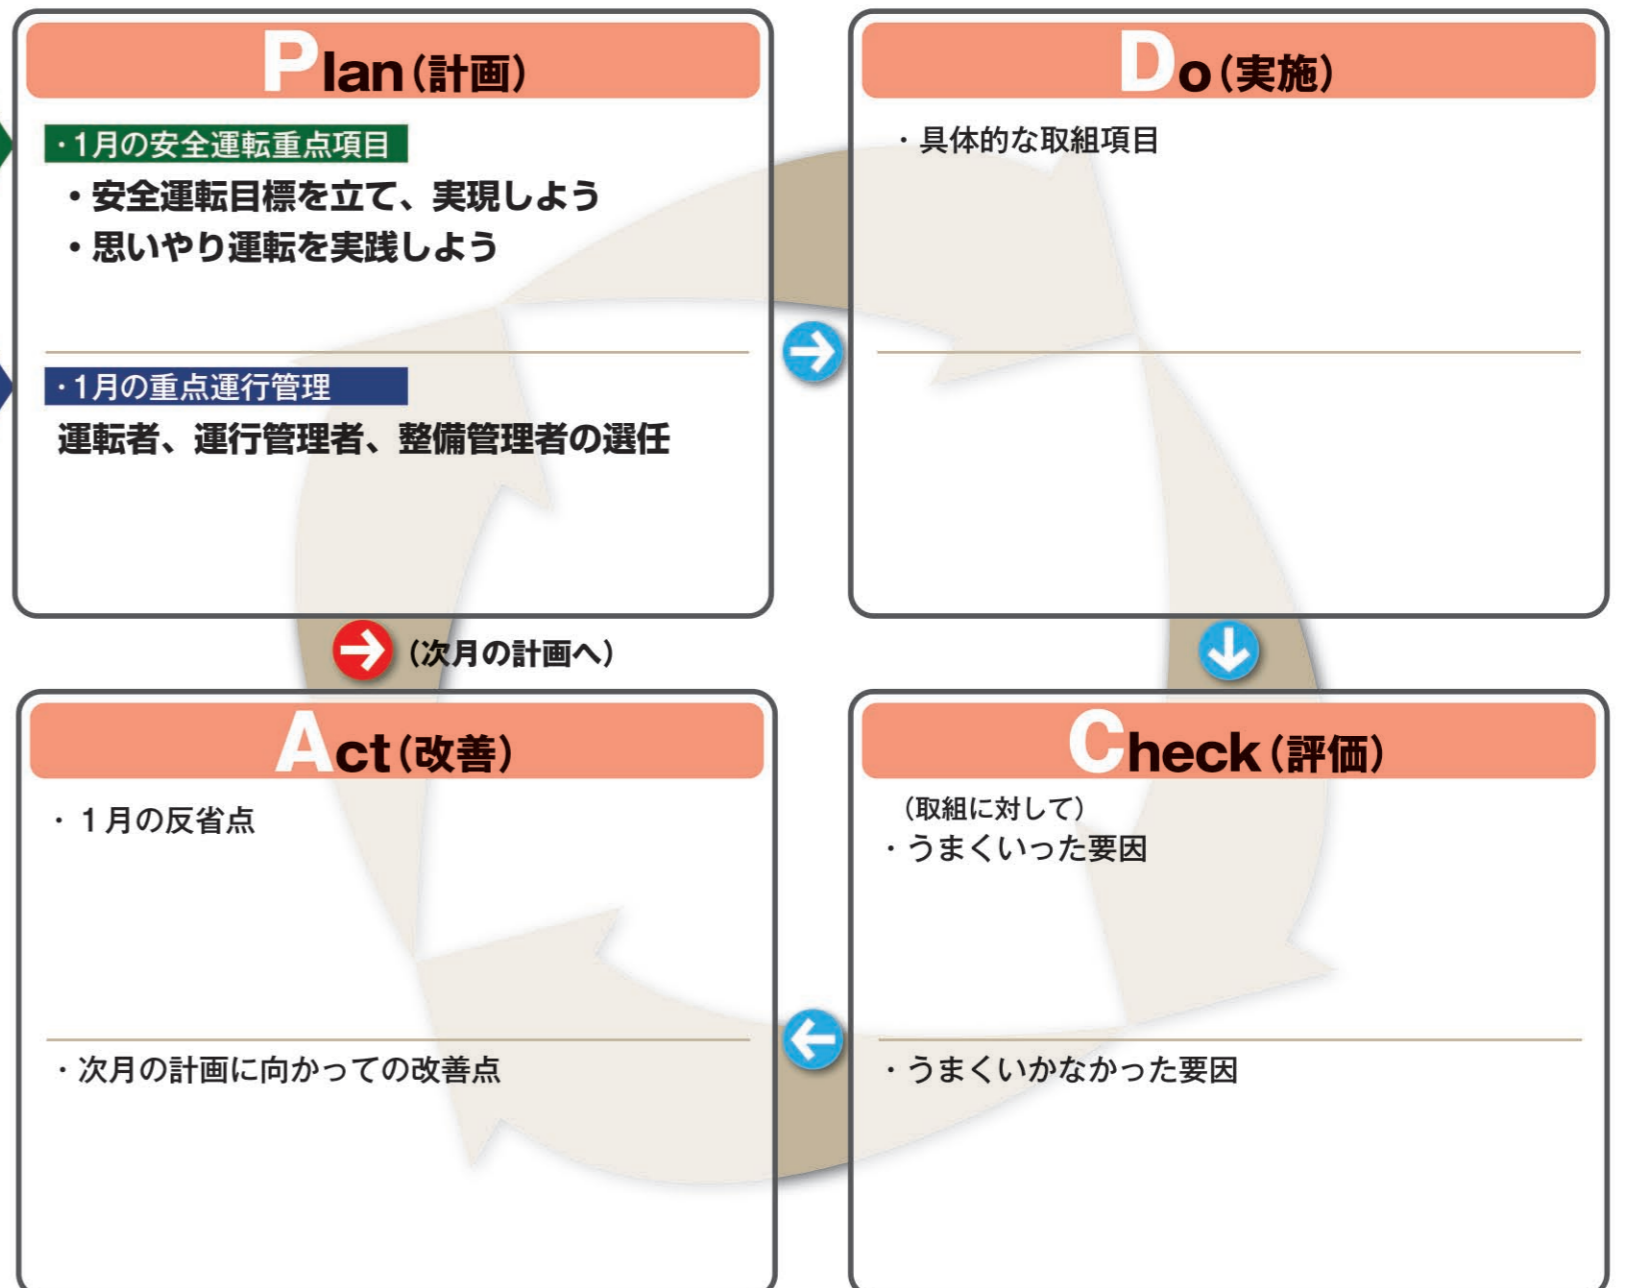 Plan(計画)
・1月の安全運転重点項目
・安全運転目標を立て、実現しよう
・思いやり運転を実践しよう
・1月の重点運行管理
運転者、運行管理者、整備管理者の選任
Do(実施)
・具体的な取組項目
(次月の計画へ)
Check(評価)
(取組に対して)
・うまくいった要因
・うまくいかなかった要因
Act(改善)
・1月の反省点
・次月の計画に向かっての改善点